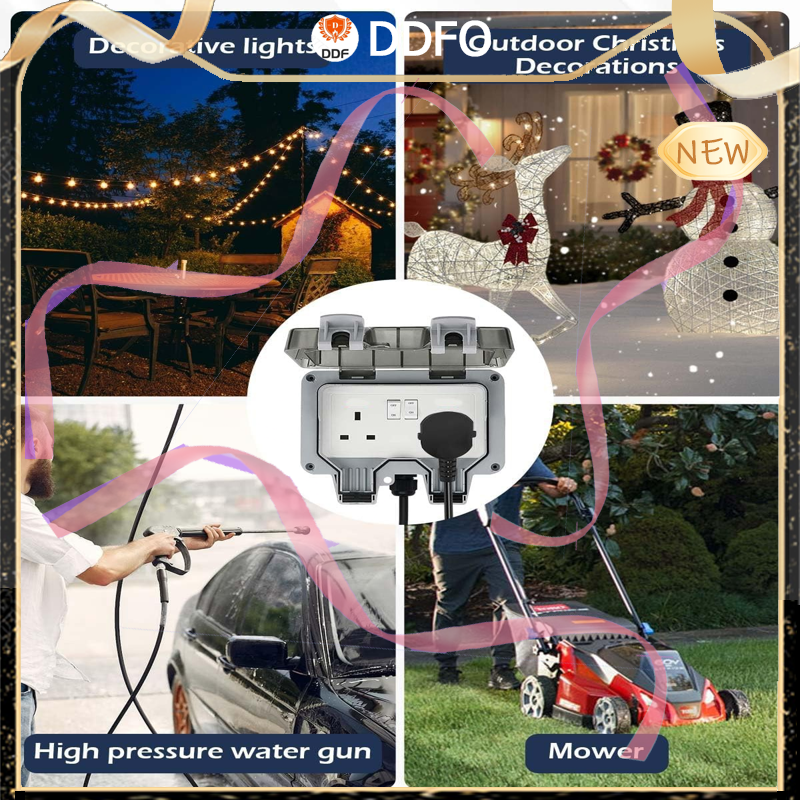 Decorative lights
DDF
DDFO
Outdoor Christmas
Decorations
NEW
High pressure water gun
Mower